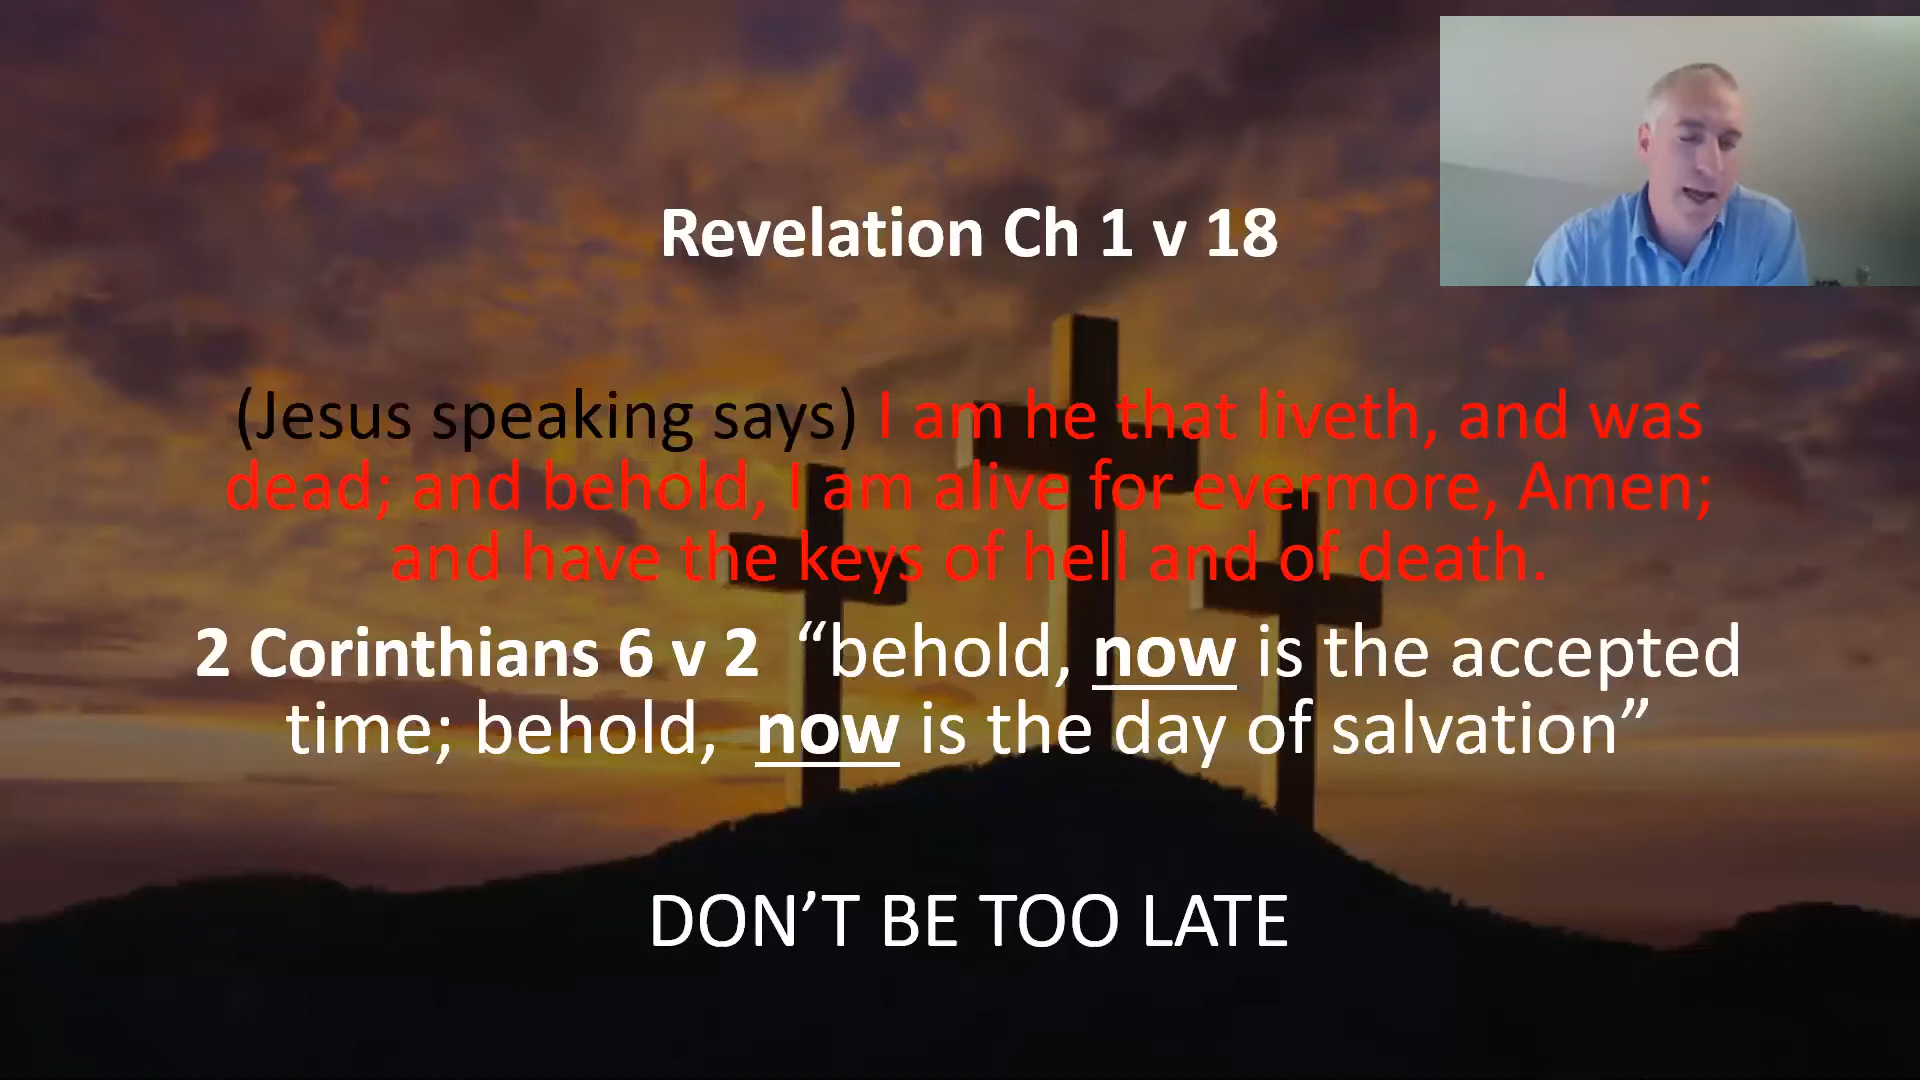 Revelation Ch 1 v 18
(Jesus speaking says) I am he that liveth, and was
dead; and behold, I am alive for evermore, Amen;
and have the keys of hell and of death.
2 Corinthians 6 v 2 “behold, now is the accepted
time; behold, now is the day of salvation”
DON’T BE TOO LATE